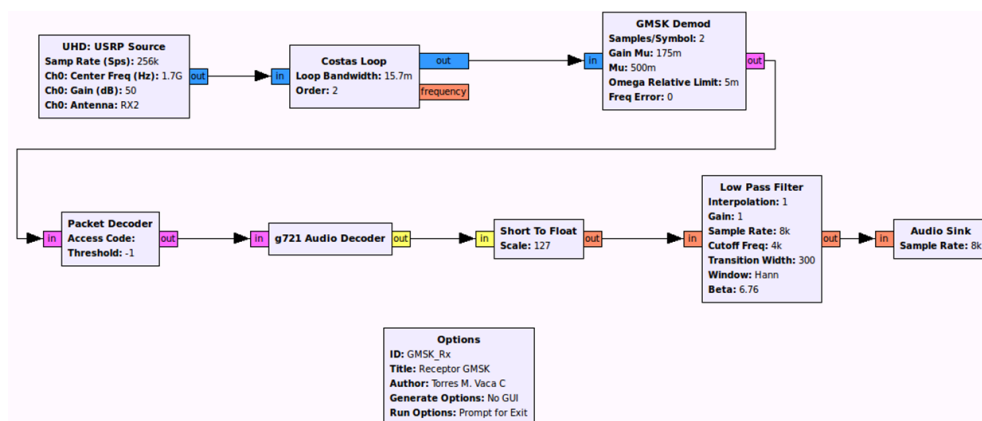 UHD: USRP Source
Samp Rate (Sps): 256k
Ch0: Center Freq (Hz): 1.7G
Ch0: Gain (dB): 50
Ch0: Antenna: RX2
out
in
Costas Loop
Loop Bandwidth: 15.7m
Order: 2
out
frequency
in
GMSK Demod
Samples/Symbol: 2
Gain Mu: 175m
Mu: 500m
Omega Relative Limit: 5m
Freq Error: 0
out
in
Packet Decoder
Access Code:
Threshold: -1
out
in
g721 Audio Decoder
out
in
Short To Float
Scale: 127
out
in
Low Pass Filter
Interpolation: 1
Gain: 1
Sample Rate: 8k
Cutoff Freq: 4k
Transition Width: 300
Window: Hann
Beta: 6.76
out
in
Audio Sink
Sample Rate: 8k
Options
ID: GMSK_Rx
Title: Receptor GMSK
Author: Torres M. Vaca C
Generate Options: No GUI
Run Options: Prompt for Exit